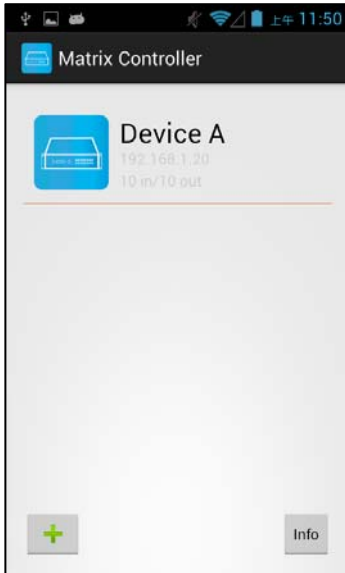 上午 11:50
Matrix Controller
Device A
192.168.1.20
10 in/10 out
Info